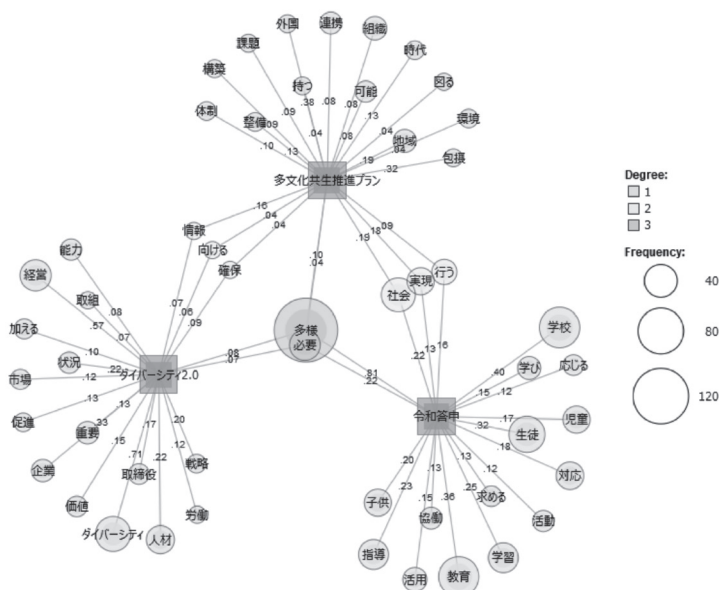 外国
連携
組織
課題
時代
構築
持つ
可能
図る
.38
.08
.08
体制
整備
.09
.09
.13
環境
.10
.13
.04
.08
.04
地域
.04
.19
.32
包摂
多文化共生推進プラン
.16
.04
.04
情報
向ける
確保
.10
.04
.19
.18
.09
社会
実現
行う
能力
経営
取組
.08
.57
.07
.07
.06
.09
加える
.10
状況
.22
市場
.12
ダイバーシティ2.0
多様
必要
.08
.07
.22
.13
.16
.81
.22
学校
学び
応じる
.40
.15
.12
促進
.13
.13
.33
重要
企業
.15
.17
.20
.12
.71
.22
取締役
戦略
価値
労働
ダイバーシティ
人材
令和答申
.17
児童
.32
生徒
.18
対応
.20
.23
.13
.13
.12
.15
.36
.25
子供
協働
求める
活動
指導
活用
教育
学習
Degree:
1
2
3
Frequency:
40
80
120